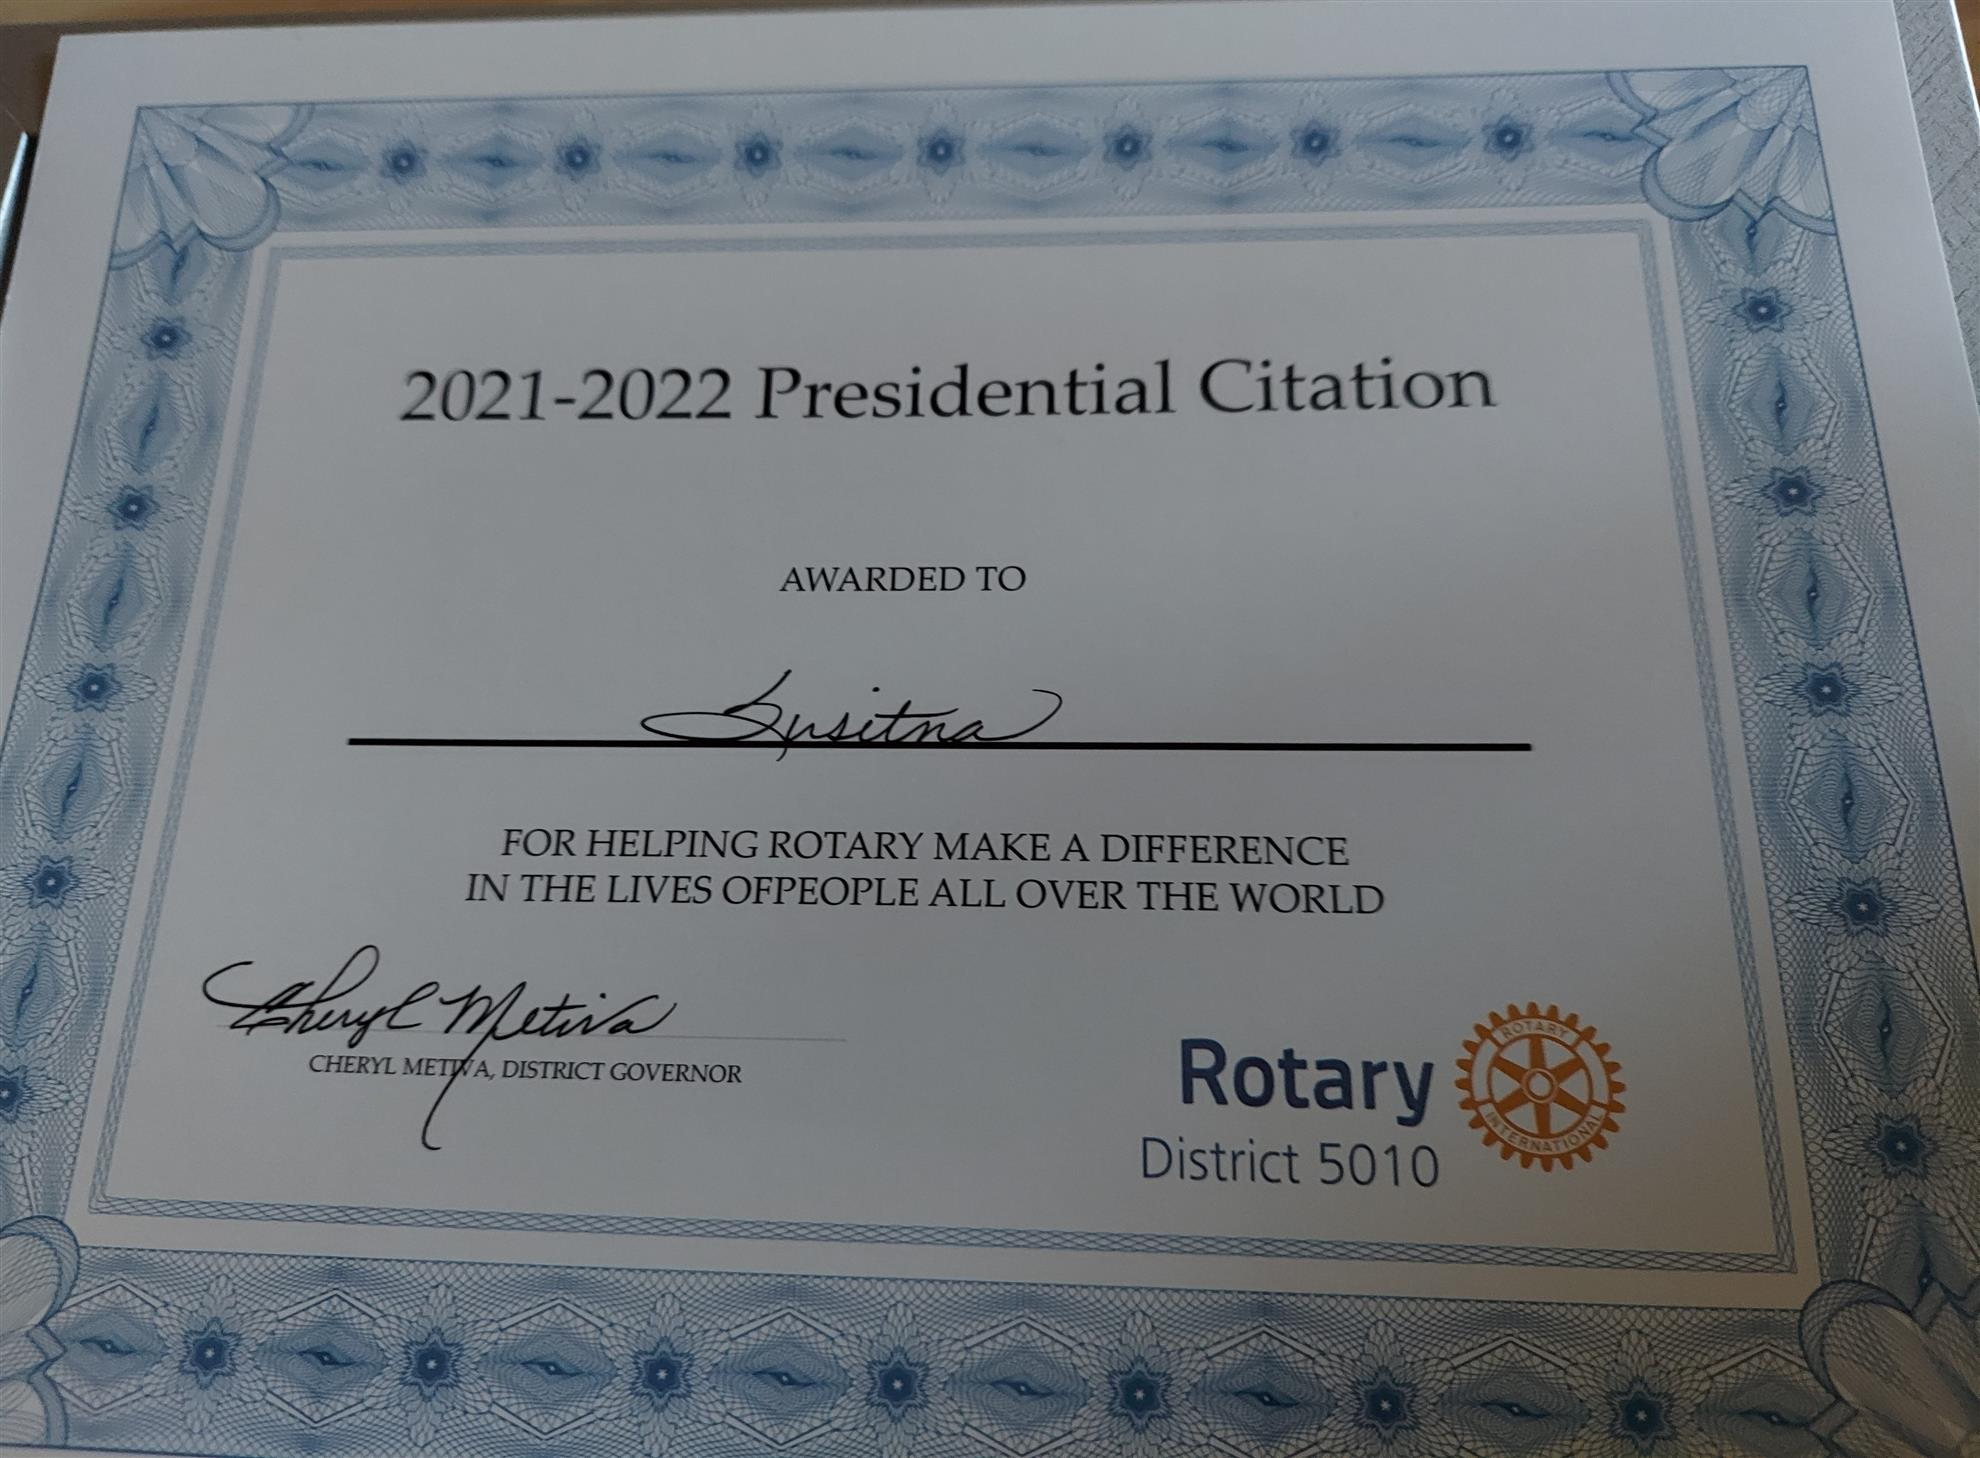 2021-2022 Presidential Citation
AWARDED TO
Susitna
FOR HELPING ROTARY MAKE A DIFFERENCE
IN THE LIVES OFPEOPLE ALL OVER THE WORLD
Cheryl Metiva
CHERYL METIVA, DISTRICT GOVERNOR
Rotary
District 5010
ROTARY
INTERNATIONAL